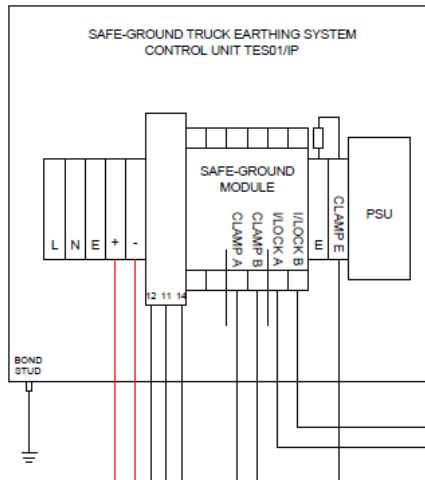 SAFE-GROUND TRUCK EARTHING SYSTEM
CONTROL UNIT TES01/IP
SAFE-GROUND
MODULE
L N E + -
CLAMP A
CLAMP B
I/LOCK A
I/LOCK B
E
CLAMP E
PSU
12 11 14
BOND
STUD